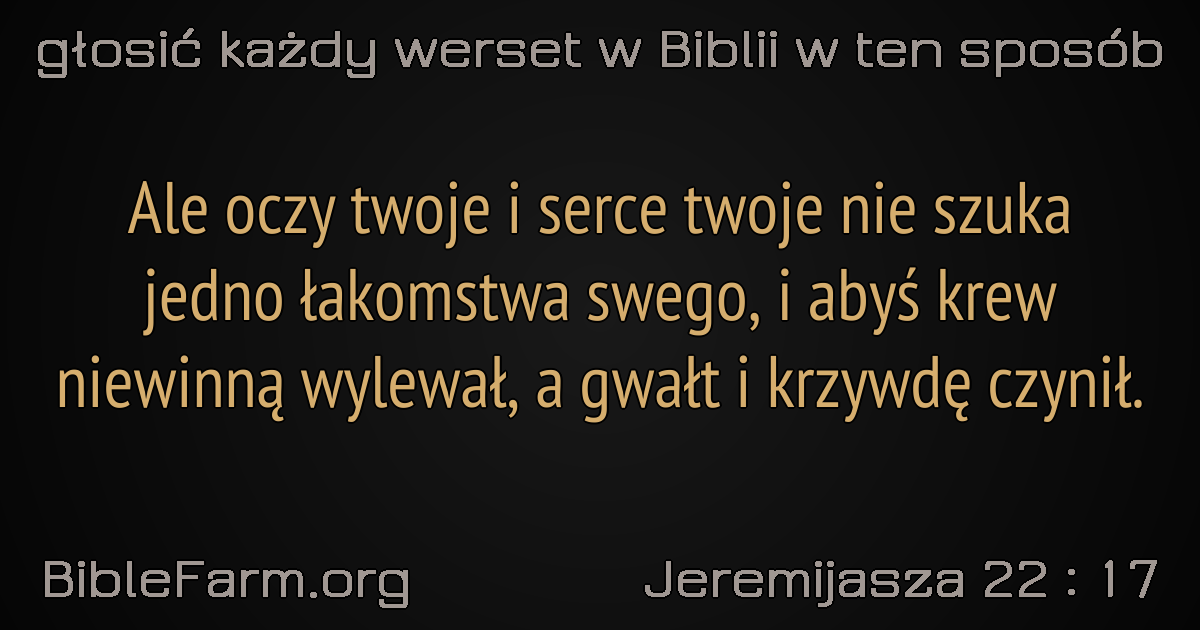 głosić każdy werset w Biblii w ten sposób
Ale oczy twoje i serce twoje nie szuka
jedno łakomstwa swego, i abyś krew
niewinną wylewał, a gwałt i krzywdę czynił.
BibleFarm.org
Jeremijasza 22 : 17